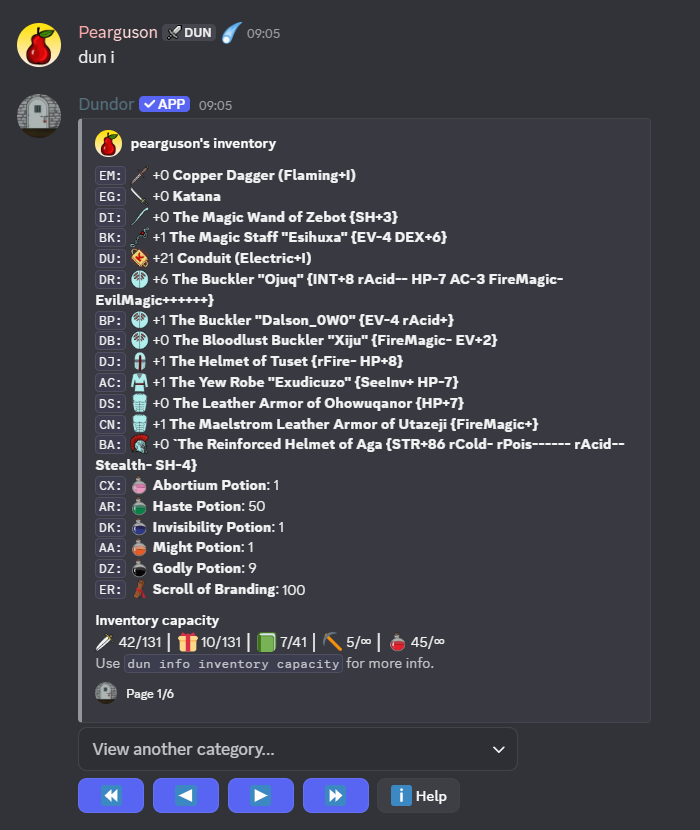 Pearguson DUN 09:05
dun i
Dundor ✓ APP 09:05
pearguson's inventory
EM: +0 Copper Dagger (Flaming+I)
EG: +0 Katana
DI: +0 The Magic Wand of Zebot {SH+3}
BK: +1 The Magic Staff "Esihuxa" {EV-4 DEX+6}
DU: +21 Conduit (Electric+I)
DR: +6 The Buckler "Ojuq" {INT+8 rAcid-- HP-7 AC-3 FireMagic-
EvilMagic++++++}
BP: +1 The Buckler "Dalson_0W0" {EV-4 rAcid+}
DB: +0 The Bloodlust Buckler "Xiju" {FireMagic- EV+2}
DJ: +1 The Helmet of Tuset {rFire- HP+8}
AC: +1 The Yew Robe "Exudicuzo" {SeeInv+ HP-7}
DS: +0 The Leather Armor of Ohowuqanor {HP+7}
CN: +1 The Maelstrom Leather Armor of Utazeji {FireMagic+}
BA: +0 `The Reinforced Helmet of Aga {STR+86 rCold- rPois------ rAcid--
Stealth- SH-4}
CX: Abortium Potion: 1
AR: Haste Potion: 50
DK: Invisibility Potion: 1
AA: Might Potion: 1
DZ: Godly Potion: 9
ER: Scroll of Branding: 100
Inventory capacity
42/131 | 10/131 | 7/41 | 5/∞ | 45/∞
Use dun info inventory capacity for more info.
Page 1/6
View another category...
i Help